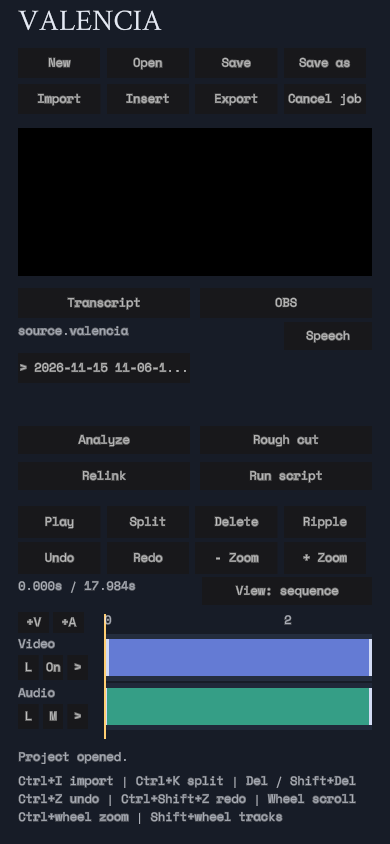 VALENCIA
New Open Save Save as
Import Insert Export Cancel job
Transcript OBS
source.valencia
Speech
> 2026-11-15 11-06-1...
Analyze Rough cut
Relink Run script
Play Split Delete Ripple
Undo Redo - Zoom + Zoom
0.000s / 17.984s View: sequence
+V +A 0 2
Video
L On >
Audio
L M >
Project opened.
Ctrl+I import | Ctrl+K split | Del / Shift+Del
Ctrl+Z undo | Ctrl+Shift+Z redo | Wheel scroll
Ctrl+wheel zoom | Shift+wheel tracks